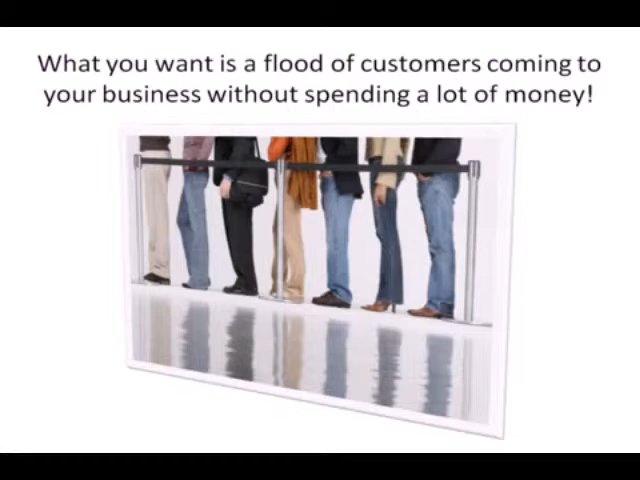 What you want is a flood of customers coming to
your business without spending a lot of money!